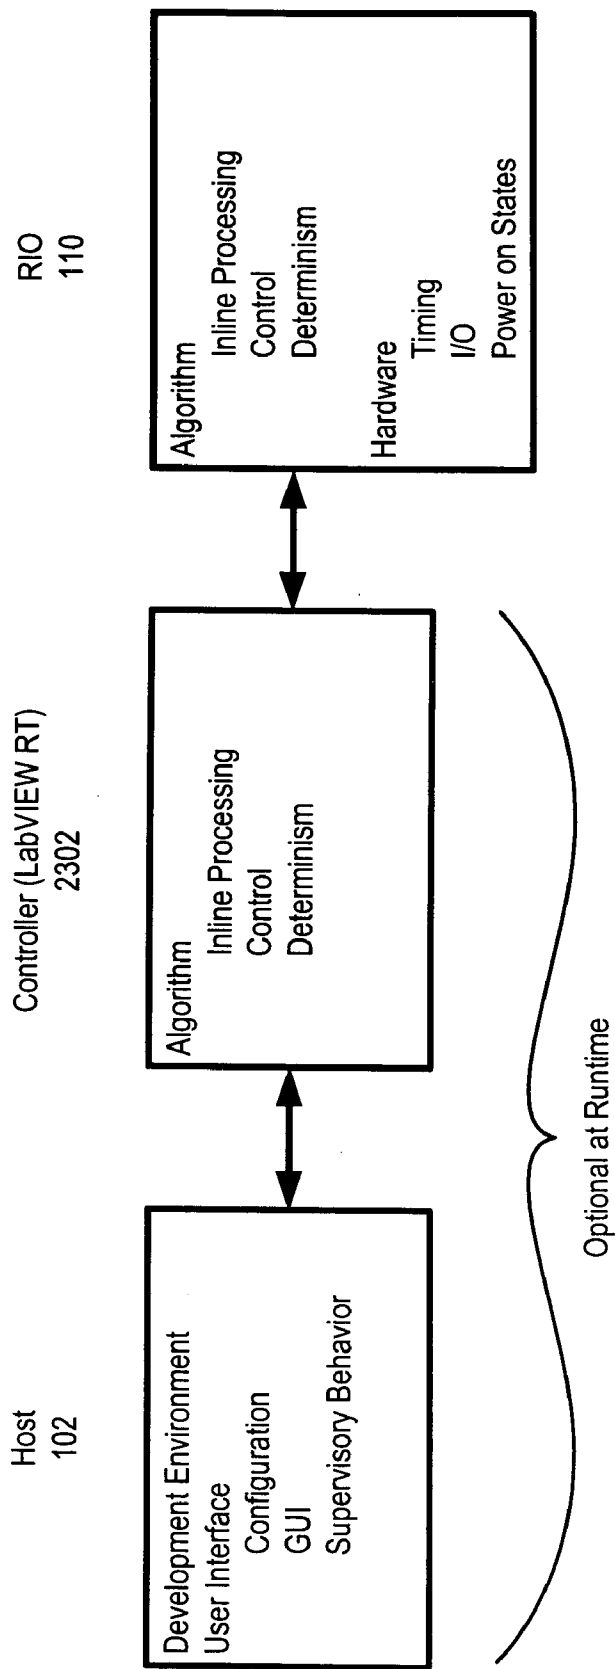 Host
102
Development Environment
User Interface
Configuration
GUI
Supervisory Behavior
Controller (LabVIEW RT)
2302
Algorithm
Inline Processing
Control
Determinism
RIO
110
Algorithm
Inline Processing
Control
Determinism
Hardware
Timing
I/O
Power on States
Optional at Runtime